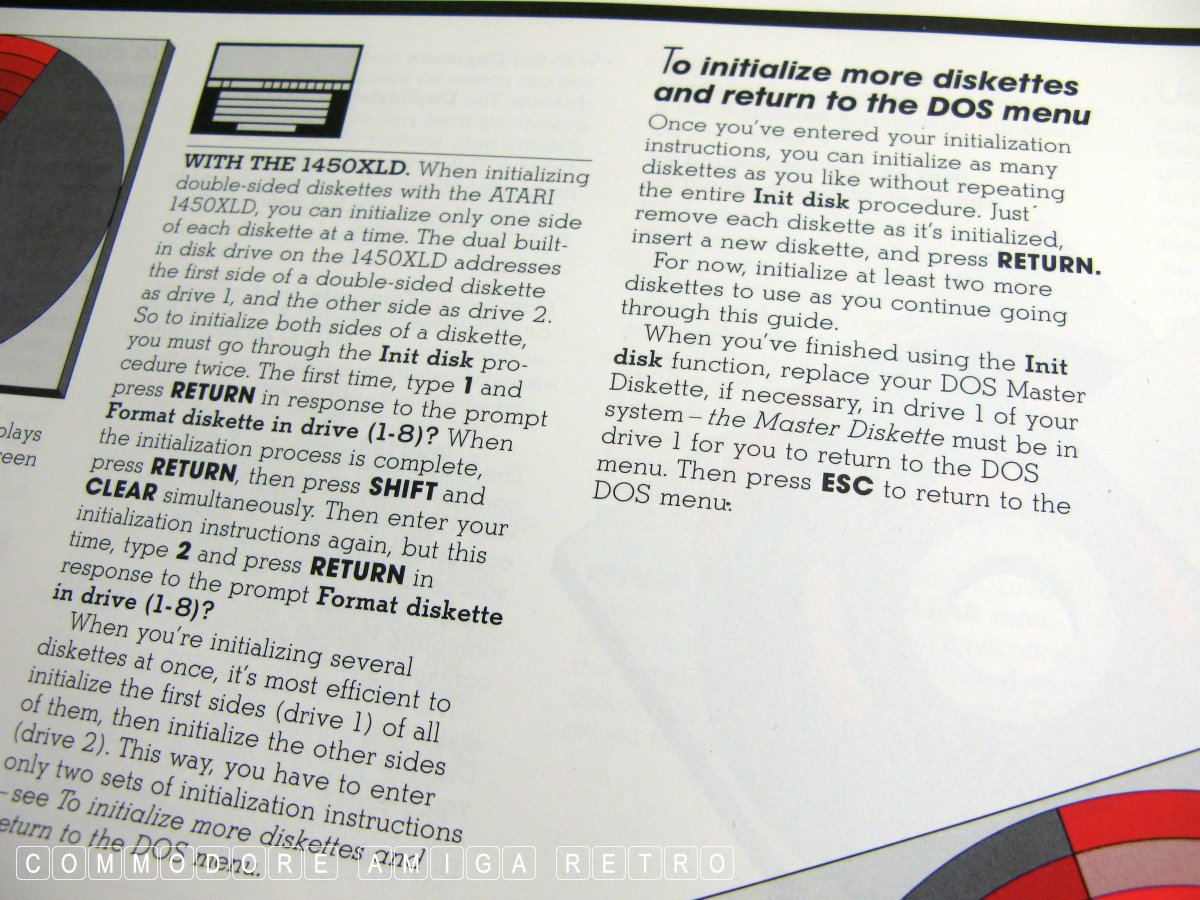 WITH THE 1450XLD. When initializing
double-sided diskettes with the ATARI
1450XLD, you can initialize only one side
of each diskette at a time. The dual built-
in disk drive on the 1450XLD addresses
the first side of a double-sided diskette
as drive 1, and the other side as drive 2.
So to initialize both sides of a diskette,
you must go through the Init disk pro-
cedure twice. The first time, type 1 and
press RETURN in response to the prompt
Format diskette in drive (1-8)? When
the initialization process is complete,
press RETURN, then press SHIFT and
CLEAR simultaneously. Then enter your
initialization instructions again, but this
time, type 2 and press RETURN in
response to the prompt Format diskette
in drive (1-8)?
When you're initializing several
diskettes at once, it's most efficient to
initialize the first sides (drive 1) of all
of them, then initialize the other sides
(drive 2). This way, you have to enter
only two sets of initialization instructions
–see To initialize more diskettes and
eturn to the DOS menu.
To initialize more diskettes
and return to the DOS menu
Once you've entered your initialization
instructions, you can initialize as many
diskettes as you like without repeating
the entire Init disk procedure. Just
remove each diskette as it's initialized,
insert a new diskette, and press RETURN.
For now, initialize at least two more
diskettes to use as you continue going
through this guide.
When you've finished using the Init
disk function, replace your DOS Master
Diskette, if necessary, in drive 1 of your
system – the Master Diskette must be in
drive 1 for you to return to the DOS
menu. Then press ESC to return to the
DOS menu.
plays
een
COMMODORE AMIGA RETRO